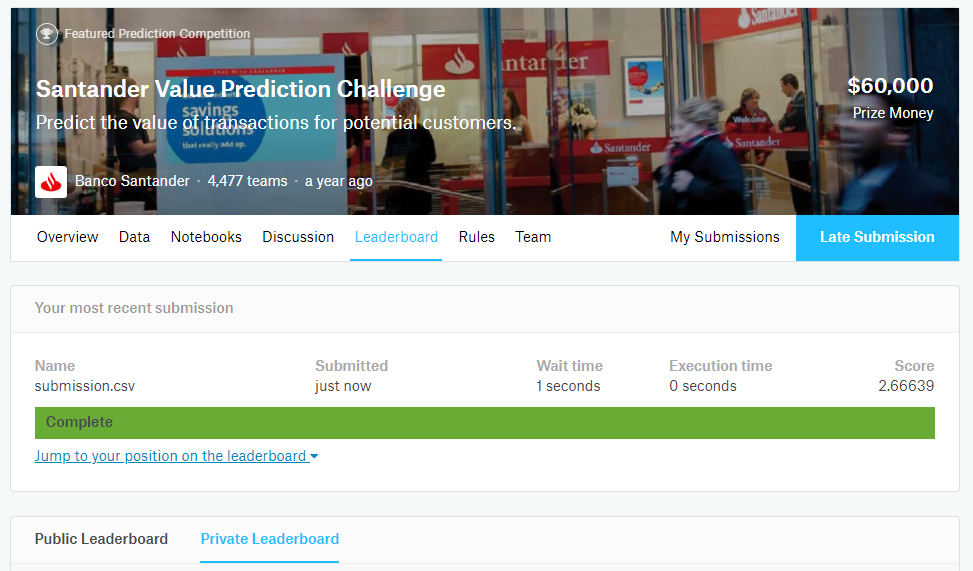 Featured Prediction Competition
Santander Value Prediction Challenge
Predict the value of transactions for potential customers.
$60,000
Prize Money
Banco Santander · 4,477 teams · a year ago
Santander
savings
solutions
that really add up.
Welcome
Santander
Santander
Overview Data Notebooks Discussion Leaderboard Rules Team My Submissions Late Submission
Your most recent submission
Name Submitted Wait time Execution time Score
submission.csv just now 1 seconds 0 seconds 2.66639
Complete
Jump to your position on the leaderboard
Public Leaderboard Private Leaderboard